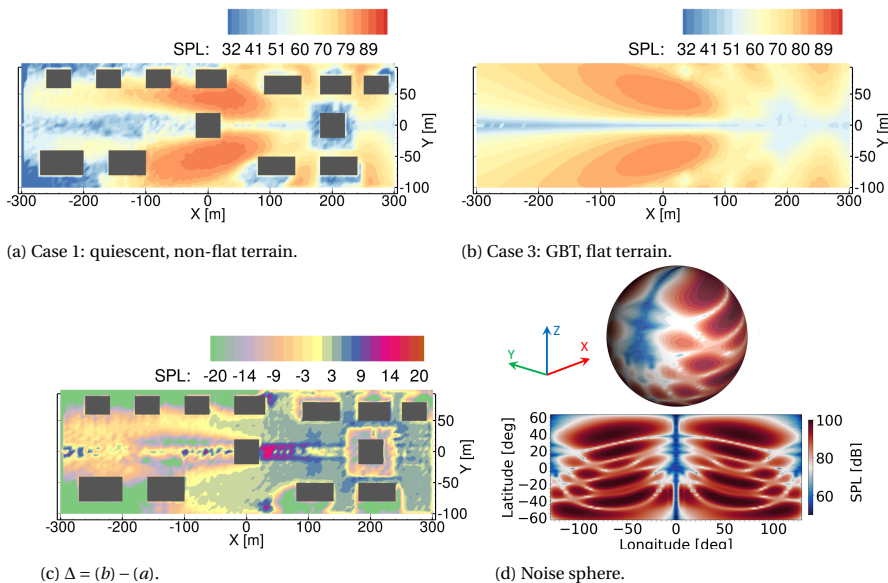 SPL: 32 41 51 60 70 79 89
50
0
-50
-100
Y [m]
-300 -200 -100 0 100 200 300
X [m]
(a) Case 1: quiescent, non-flat terrain.
SPL: 32 41 51 60 70 80 89
50
0
-50
-100
Y [m]
-300 -200 -100 0 100 200 300
X [m]
(b) Case 3: GBT, flat terrain.
SPL: -20 -14 -9 -3 3 9 14 20
50
0
-50
-100
Y [m]
-300 -200 -100 0 100 200 300
X [m]
(c) Δ = (b) − (a).
Z
Y
X
60
40
20
0
−20
−40
−60
Latitude [deg]
−100 −50 0 50 100
Longitude [deg]
100
80
60
SPL [dB]
(d) Noise sphere.